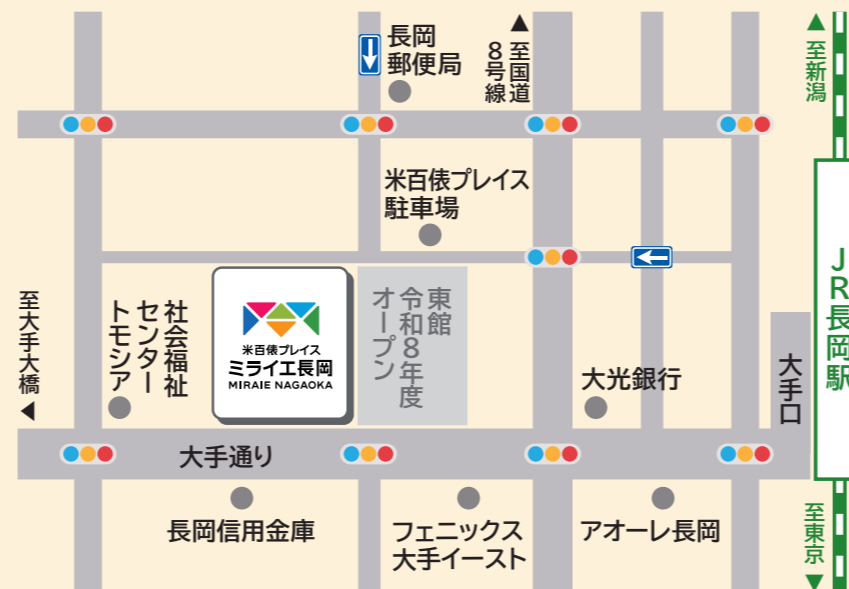 長岡
郵便局
▲至国道
8号線
▲至新潟
米百俵プレイス
駐車場
JR長岡駅
至大手大橋▼
社会福祉
センター
トモシア
米百俵プレイス
ミライエ長岡
MIRAIE NAGAOKA
東館
令和8年度
オープン
大光銀行
大手口
大手通り
長岡信用金庫
フェニックス
大手イースト
アオーレ長岡
至東京▼